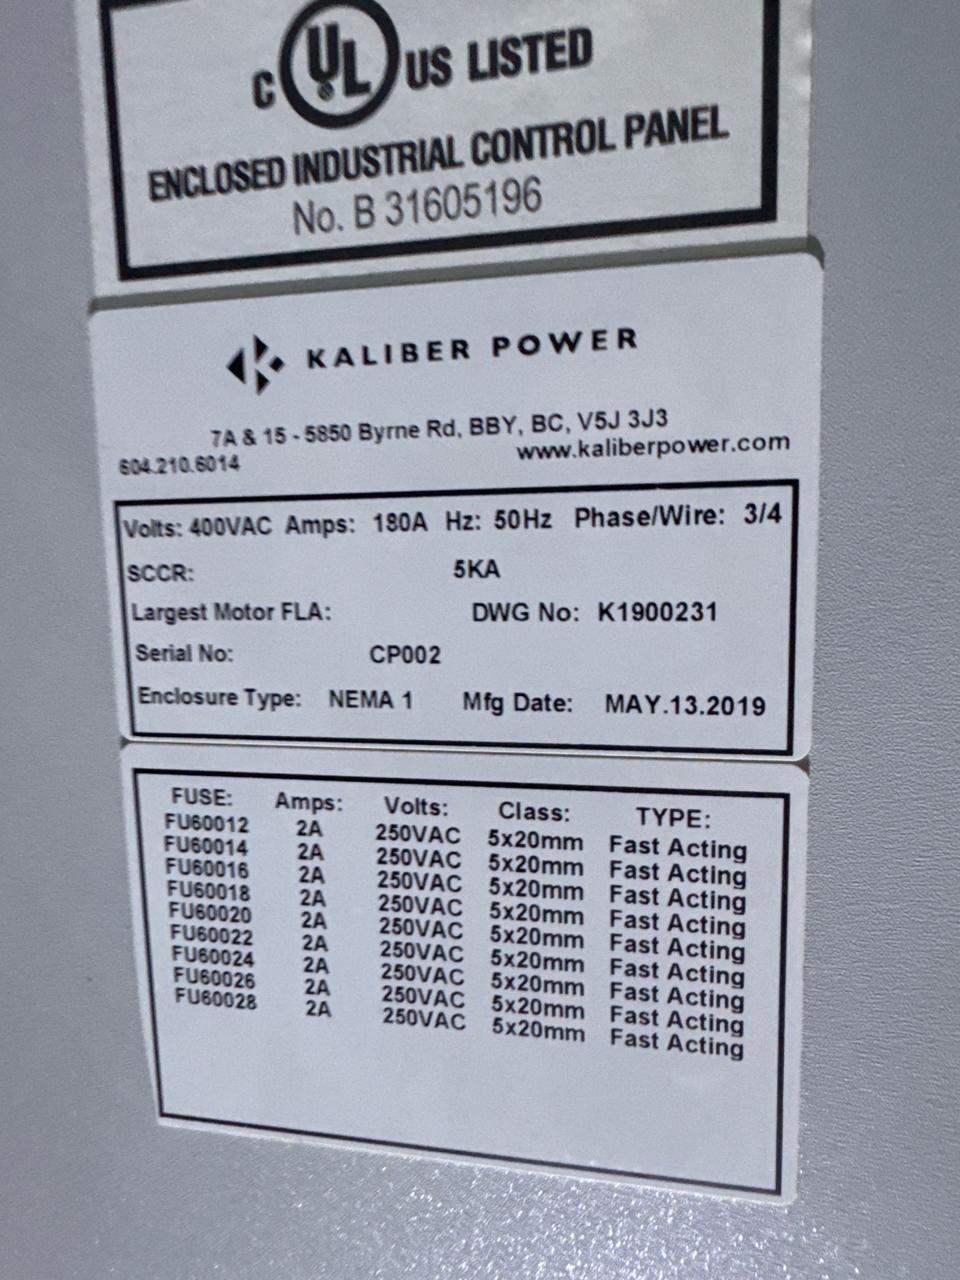 C UL US LISTED
ENCLOSED INDUSTRIAL CONTROL PANEL
No. B 31605196
KALIBER POWER
7A & 15 - 5850 Byrne Rd, BBY, BC, V5J 3J3
604.210.6014 www.kaliberpower.com
Volts: 400VAC Amps: 180A Hz: 50Hz Phase/Wire: 3/4
SCCR: 5KA
Largest Motor FLA: DWG No: K1900231
Serial No: CP002
Enclosure Type: NEMA 1 Mfg Date: MAY.13.2019
FUSE: Amps: Volts: Class: TYPE:
FU60012 2A 250VAC 5x20mm Fast Acting
FU60014 2A 250VAC 5x20mm Fast Acting
FU60016 2A 250VAC 5x20mm Fast Acting
FU60018 2A 250VAC 5x20mm Fast Acting
FU60020 2A 250VAC 5x20mm Fast Acting
FU60022 2A 250VAC 5x20mm Fast Acting
FU60024 2A 250VAC 5x20mm Fast Acting
FU60026 2A 250VAC 5x20mm Fast Acting
FU60028 2A 250VAC 5x20mm Fast Acting